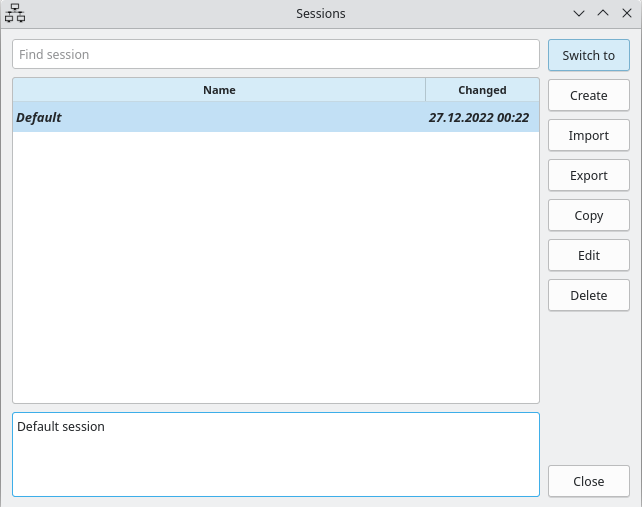 Sessions
Find session
Switch to
Name Changed
Default 27.12.2022 00:22
Create
Import
Export
Copy
Edit
Delete
Default session
Close